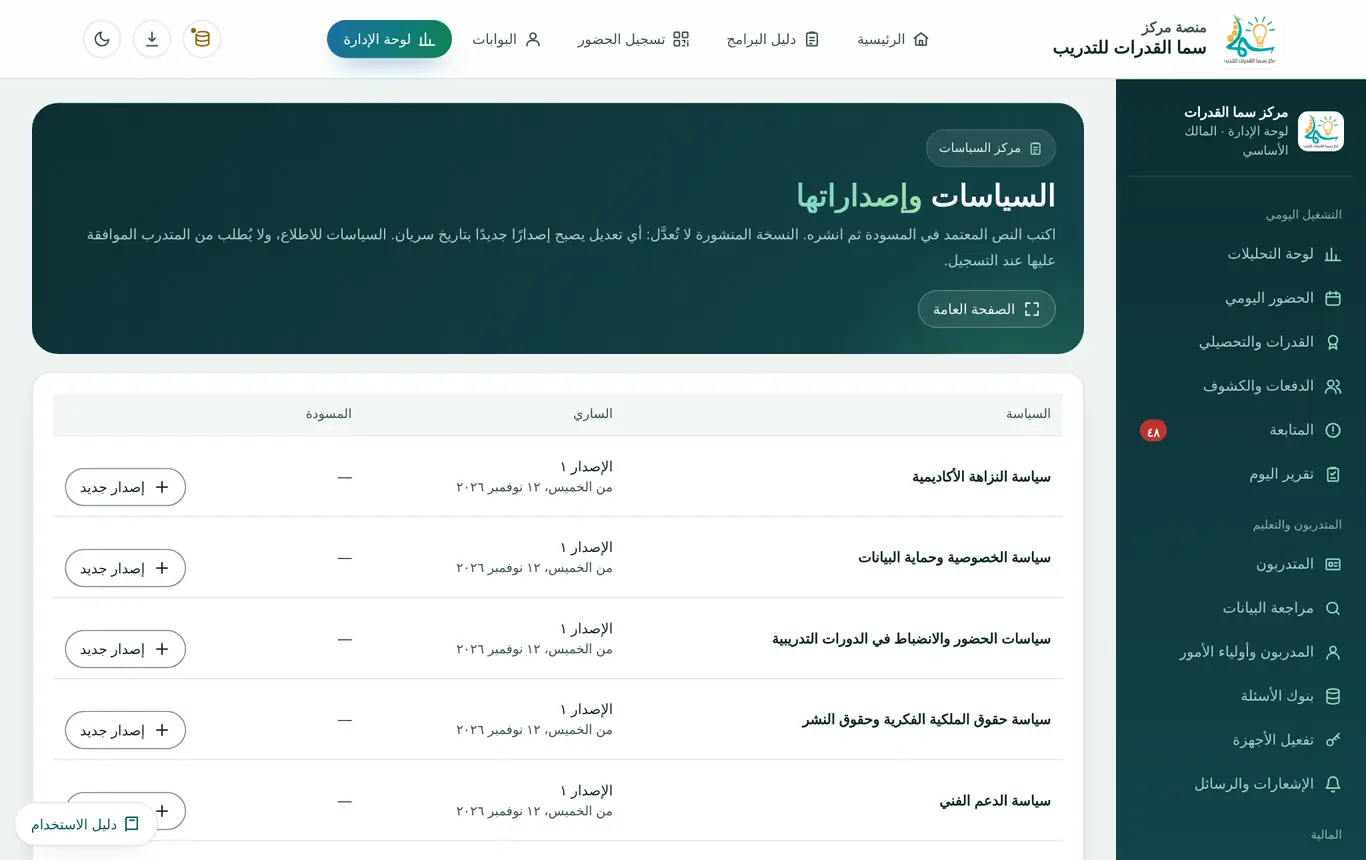 منصة مركز
سما القدرات للتدريب
الرئيسية
دليل البرامج
تسجيل الحضور
البوابات
لوحة الإدارة
مركز سما القدرات
لوحة الإدارة · المالك
الأساسي
التشغيل اليومي
لوحة التحليلات
الحضور اليومي
القدرات والتحصيلي
الدفعات والكشوف
المتابعة
٤٨
تقرير اليوم
المتدربون والتعليم
المتدربون
مراجعة البيانات
المدربون وأولياء الأمور
بنوك الأسئلة
تفعيل الأجهزة
الإشعارات والرسائل
المالية
مركز السياسات
السياسات وإصداراتها
اكتب النص المعتمد في المسودة ثم انشره. النسخة المنشورة لا تُعدَّل: أي تعديل يصبح إصدارًا جديدًا بتاريخ سريان. السياسات للاطلاع، ولا يُطلب من المتدرب الموافقة
عليها عند التسجيل.
الصفحة العامة
السياسة الساري المسودة
سياسة النزاهة الأكاديمية
الإصدار ١
من الخميس، ١٢ نوفمبر ٢٠٢٦
—
إصدار جديد
سياسة الخصوصية وحماية البيانات
الإصدار ١
من الخميس، ١٢ نوفمبر ٢٠٢٦
—
إصدار جديد
سياسات الحضور والانضباط في الدورات التدريبية
الإصدار ١
من الخميس، ١٢ نوفمبر ٢٠٢٦
—
إصدار جديد
سياسة حقوق الملكية الفكرية وحقوق النشر
الإصدار ١
من الخميس، ١٢ نوفمبر ٢٠٢٦
—
إصدار جديد
سياسة الدعم الفني
الإصدار ١
من الخميس، ١٢ نوفمبر ٢٠٢٦
—
دليل الاستخدام